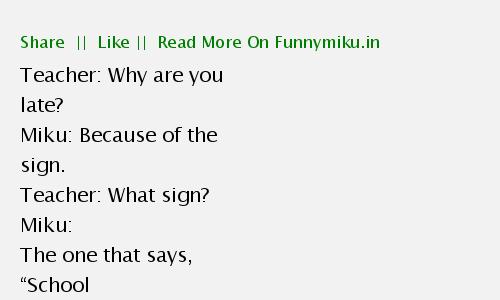 Share || Like || Read More On Funnymiku.in
Teacher: Why are you
late?
Miku: Because of the
sign.
Teacher: What sign?
Miku:
The one that says,
“School